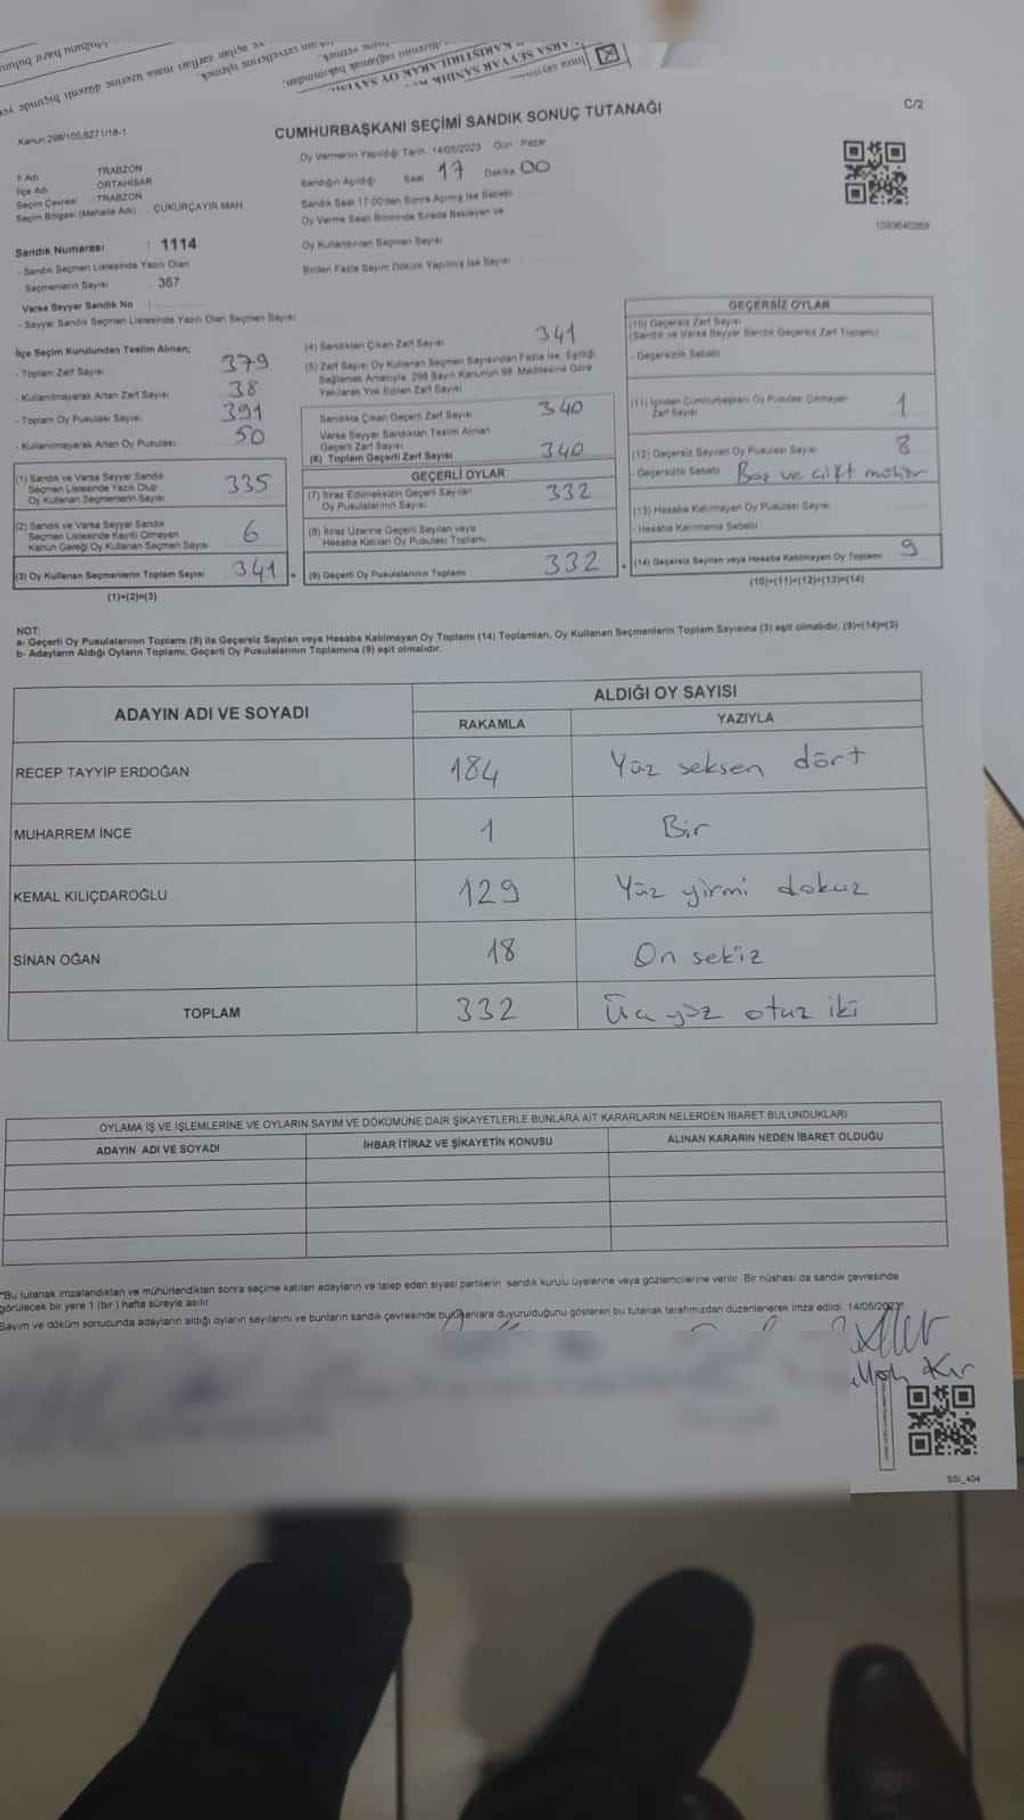 C/2
Kanun:298/105,6271/18-1
CUMHURBAŞKANI SEÇİMİ SANDIK SONUÇ TUTANAĞI
Oy Vermenin Yapıldığı Tarih 14/05/2023 Gün Pazar
İl Adı TRABZON
İlçe Adı ORTAHİSAR
Seçim Çevresi : TRABZON
Seçim Bölgesi (Mahalle Adı) : ÇUKURÇAYIR MAH.
Sandığın Açıldığı Saat 17 Dakika 00
Sandık Saat 17:00'den Sonra Açılmış İse Sebebi
Oy Verme Saati Bitiminde Sırada Bekleyen ve
Oy Kullandırılan Seçmen Sayısı
Birden Fazla Sayım Döküm Yapılmış İse Sayısı
Sandık Numarası : 1114
- Sandık Seçmen Listesinde Yazılı Olan
Seçmenlerin Sayısı : 367
Varsa Seyyar Sandık No :
- Seyyar Sandık Seçmen Listesinde Yazılı Olan Seçmen Sayısı
İlçe Seçim Kurulundan Teslim Alınan;
- Toplam Zarf Sayısı 379
- Kullanılmayarak Artan Zarf Sayısı 38
- Toplam Oy Pusulası Sayısı 391
- Kullanılmayarak Artan Oy Pusulası 50
(1) Sandık ve Varsa Seyyar Sandık
Seçmen Listesinde Yazılı Olup
Oy Kullanan Seçmenlerin Sayısı 335
(2) Sandık ve Varsa Seyyar Sandık
Seçmen Listesinde Kayıtlı Olmayan
Kanun Gereği Oy Kullanan Seçmen Sayısı 6
(3) Oy Kullanan Seçmenlerin Toplam Sayısı 341
(1)+(2)=(3)
(4) Sandıktan Çıkan Zarf Sayısı 341
(5) Zarf Sayısı Oy Kullanan Seçmen Sayısından Fazla İse, Eşitliği
Sağlamak Amacıyla, 298 Sayılı Kanunun 98. Maddesine Göre
Yakılarak Yok Edilen Zarf Sayısı
Sandıkta Çıkan Geçerli Zarf Sayısı 340
Varsa Seyyar Sandıktan Teslim Alınan
Geçerli Zarf Sayısı
(6) Toplam Geçerli Zarf Sayısı 340
GEÇERLİ OYLAR
(7) İtiraz Edilmeksizin Geçerli Sayılan
Oy Pusulalarının Sayısı 332
(8) İtiraz Üzerine Geçerli Sayılan veya
Hesaba Katılan Oy Pusulası Toplamı
(9) Geçerli Oy Pusulalarının Toplamı 332
GEÇERSİZ OYLAR
(10) Geçersiz Zarf Sayısı
(Sandık ve Varsa Seyyar Sandık Geçersiz Zarf Toplamı)
- Geçersizlik Sebebi
(11) İçinden Cumhurbaşkanı Oy Pusulası Çıkmayan
Zarf Sayısı 1
(12) Geçersiz Sayılan Oy Pusulası Sayısı 8
Geçersizlik Sebebi Boş ve çift mühür
(13) Hesaba Katılmayan Oy Pusulası Sayısı
- Hesaba Katılmama Sebebi
(14) Geçersiz Sayılan veya Hesaba Katılmayan Oy Toplamı 9
(10)+(11)+(12)+(13)=(14)
NOT:
a- Geçerli Oy Pusulalarının Toplamı (9) ile Geçersiz Sayılan veya Hesaba Katılmayan Oy Toplamı (14) Toplamları, Oy Kullanan Seçmenlerin Toplam Sayısına (3) eşit olmalıdır, (9)+(14)=(3)
b- Adayların Aldığı Oyların Toplamı, Geçerli Oy Pusulalarının Toplamına (9) eşit olmalıdır.
ADAYIN ADI VE SOYADI
ALDIĞI OY SAYISI
RAKAMLA YAZIYLA
RECEP TAYYİP ERDOĞAN 184 Yüz seksen dört
MUHARREM İNCE 1 Bir
KEMAL KILIÇDAROĞLU 129 Yüz yirmi dokuz
SİNAN OĞAN 18 On sekiz
TOPLAM 332 Üç yüz otuz iki
OYLAMA İŞ VE İŞLEMLERİNE VE OYLARIN SAYIM VE DÖKÜMÜNE DAİR ŞİKAYETLERLE BUNLARA AİT KARARLARIN NELERDEN İBARET BULUNDUKLARI
ADAYIN ADI VE SOYADI İHBAR İTİRAZ VE ŞİKAYETİN KONUSU ALINAN KARARIN NEDEN İBARET OLDUĞU
"Bu tutanak imzalandıktan ve mühürlendikten sonra seçime katılan adayların ve talep eden siyasi partilerin sandık kurulu üyelerine veya gözlemcilerine verilir. Bir nüshası da sandık çevresinde
görülecek bir yere 1 (bir) hafta süreyle asılır.
Sayım ve döküm sonucunda adayların aldığı oyların sayılarını ve bunların sandık çevresinde bulunanlara duyurulduğunu gösteren bu tutanak tarafımızdan düzenlenerek imza edildi. 14/05/2023"